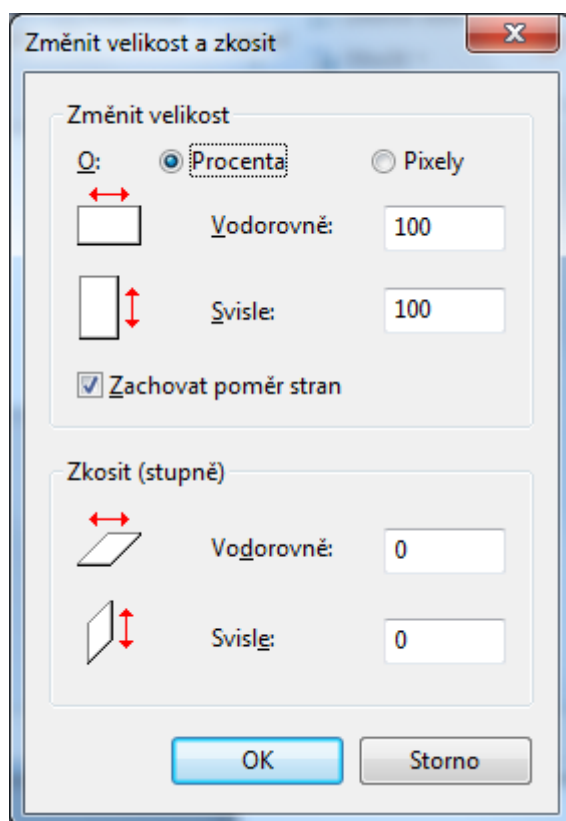 Změnit velikost a zkosit
Změnit velikost
O: Procenta Pixely
Vodorovně: 100
Svisle: 100
Zachovat poměr stran
Zkosit (stupně)
Vodorovně: 0
Svisle: 0
OK Storno